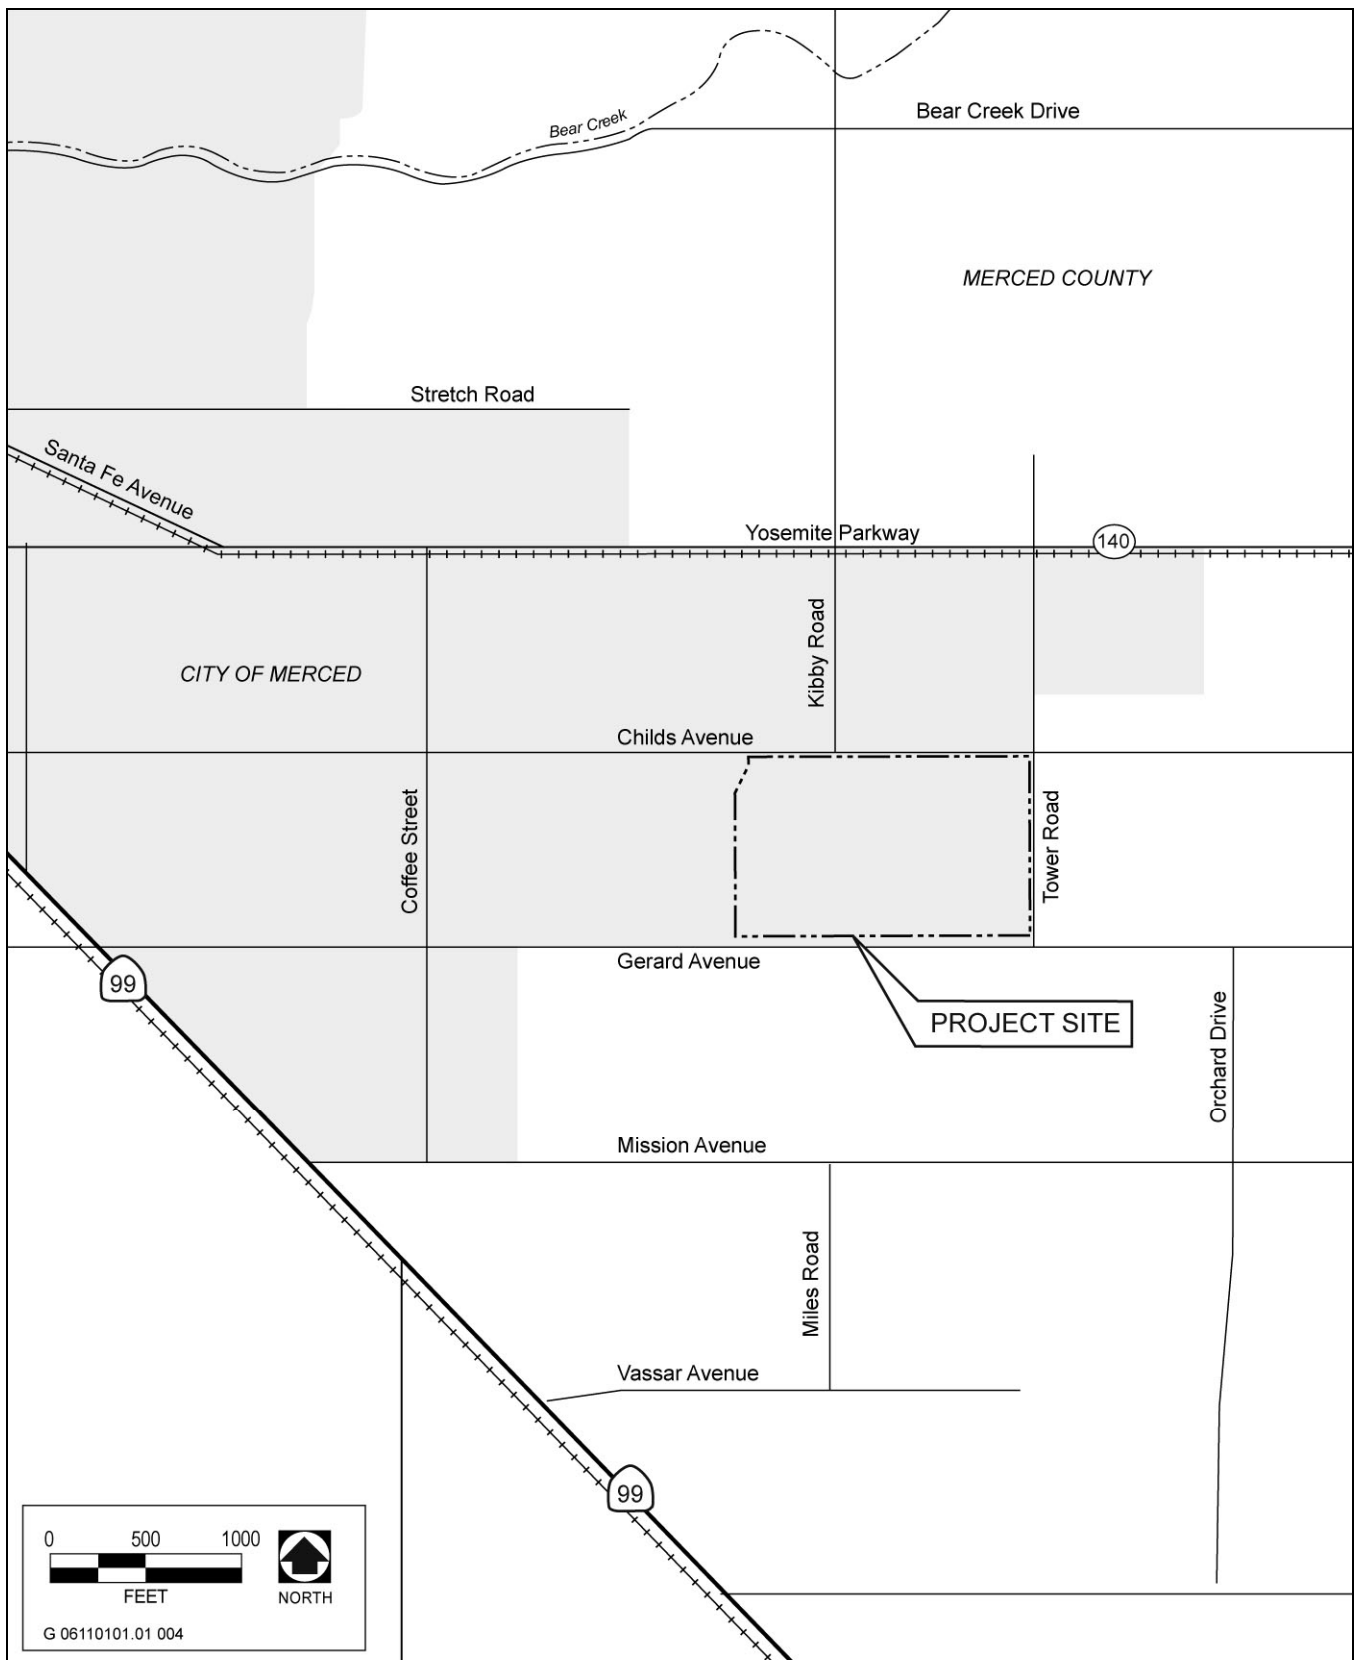 Bear Creek Drive
Bear Creek
MERCED COUNTY
Stretch Road
Santa Fe Avenue
Yosemite Parkway
140
Kibby Road
CITY OF MERCED
Childs Avenue
Coffee Street
Tower Road
Gerard Avenue
99
PROJECT SITE
Orchard Drive
Mission Avenue
Miles Road
Vassar Avenue
99
0 500 1000
FEET
NORTH
G 06110101.01 004